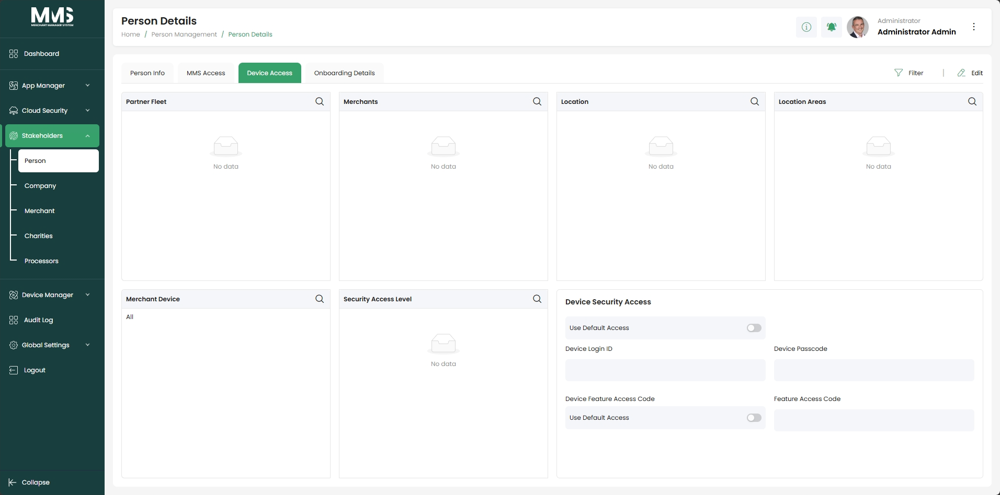 MMS
MERCHANT MANAGER SYSTEM
Dashboard
App Manager
Cloud Security
Stakeholders
Person
Company
Merchant
Charities
Processors
Device Manager
Audit Log
Global Settings
Logout
Collapse
Person Details
Home / Person Management / Person Details
Administrator
Administrator Admin
Person Info
MMS Access
Device Access
Onboarding Details
Filter
Edit
Partner Fleet
No data
Merchants
No data
Location
No data
Location Areas
No data
Merchant Device
All
Security Access Level
No data
Device Security Access
Use Default Access
Device Login ID
Device Passcode
Device Feature Access Code
Feature Access Code
Use Default Access